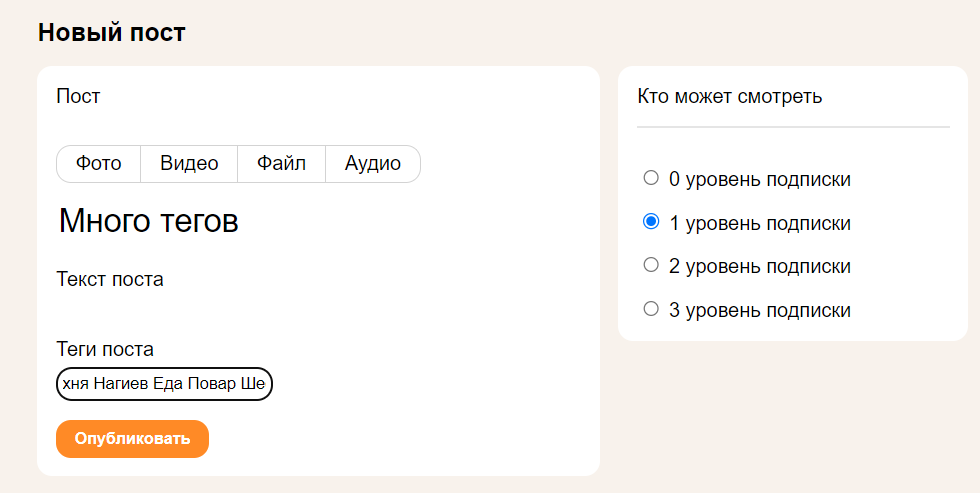 Новый пост
Пост
Фото Видео Файл Аудио
Много тегов
Текст поста
Теги поста
хня Нагиев Еда Повар Ше
Опубликовать
Кто может смотреть
0 уровень подписки
1 уровень подписки
2 уровень подписки
3 уровень подписки